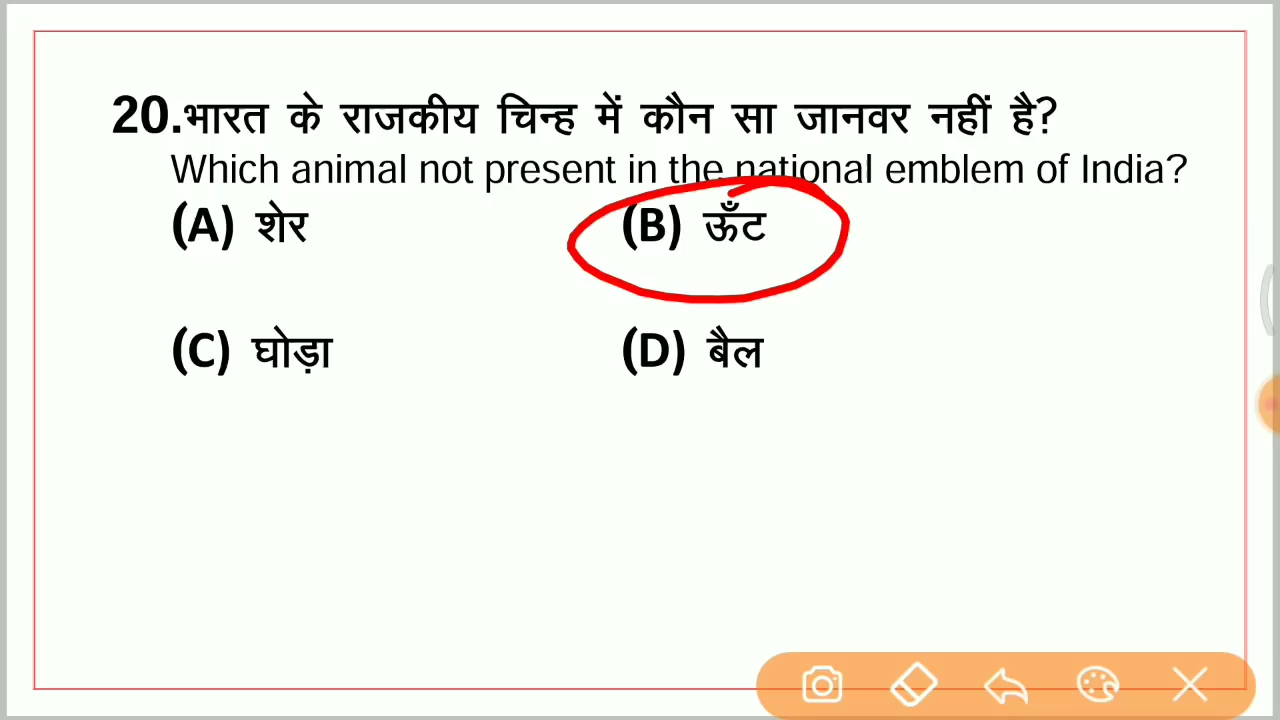 20.भारत के राजकीय चिन्ह में कौन सा जानवर नहीं है?
Which animal not present in the national emblem of India?
(A) शेर (B) ऊँट
(C) घोड़ा (D) बैल